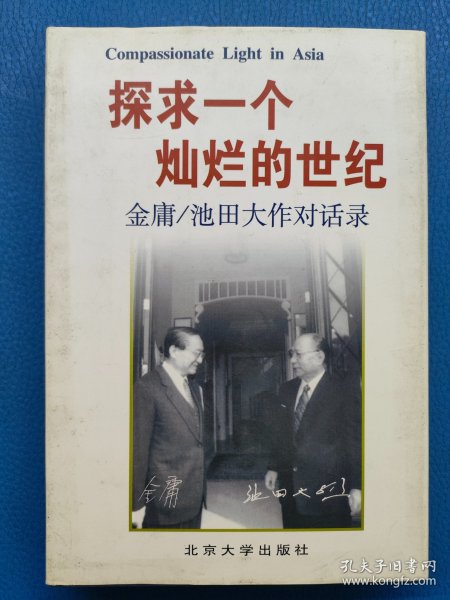 Compassionate Light in Asia
探求一个
灿烂的世纪
金庸/池田大作对话录
金庸
池田大作
北京大学出版社
孔夫子旧书网
www.kongfz.com